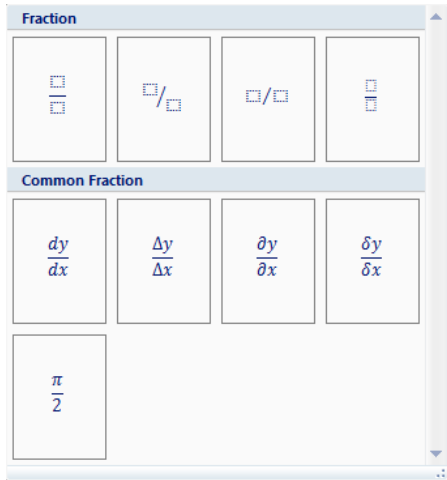 Fraction
/
/
Common Fraction
dy/dx Δy/Δx ∂y/∂x δy/δx
π/2